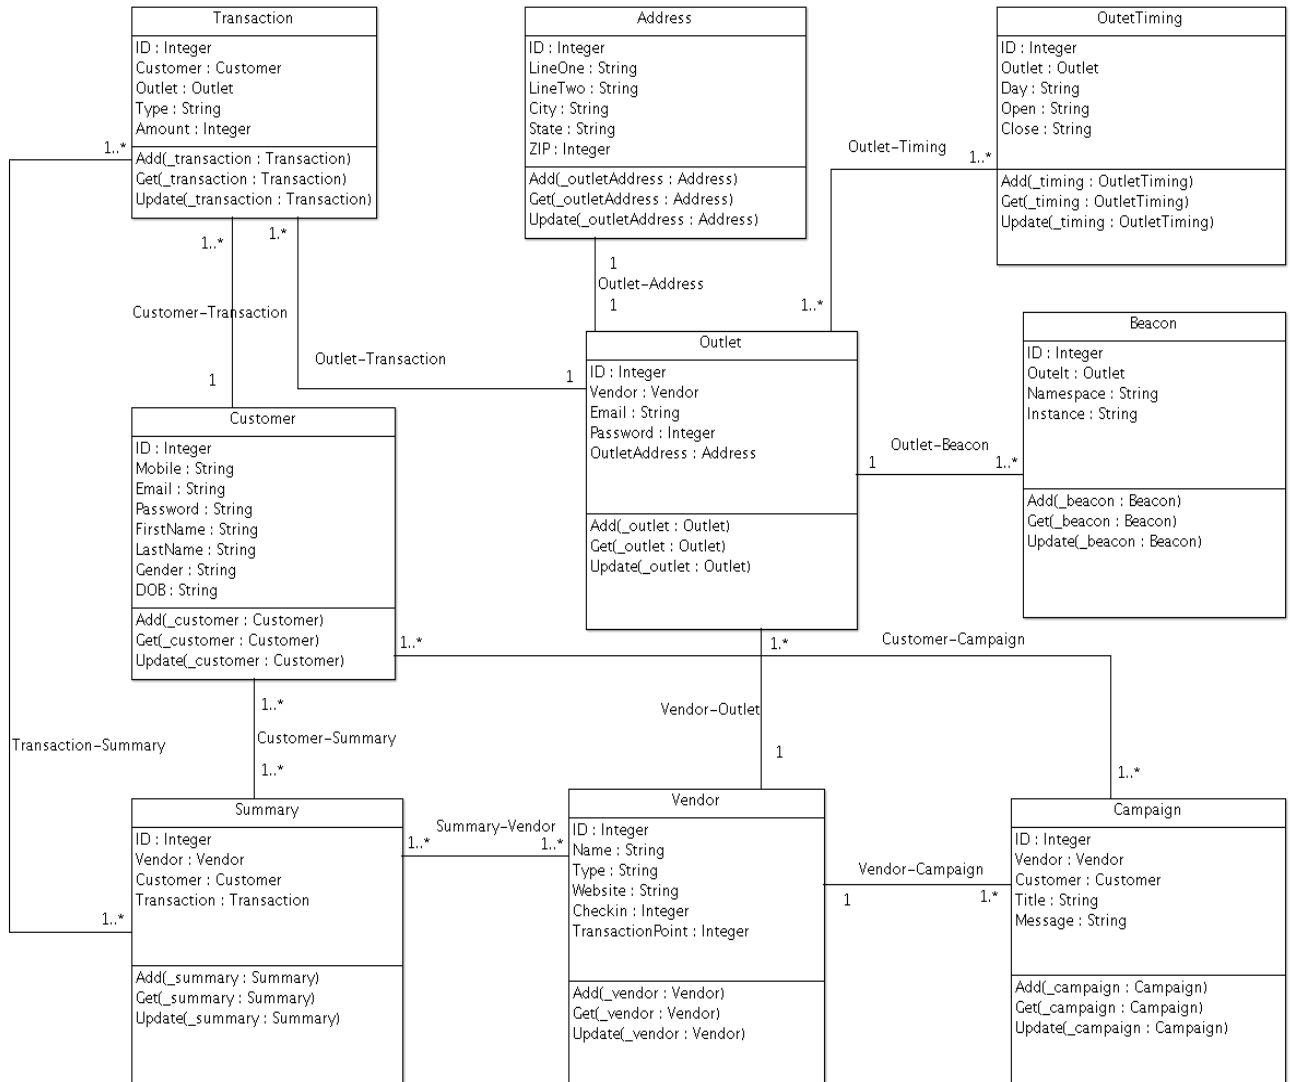 Transaction
ID : Integer
Customer : Customer
Outlet : Outlet
Type : String
Amount : Integer
Add(_transaction : Transaction)
Get(_transaction : Transaction)
Update(_transaction : Transaction)
Address
ID : Integer
LineOne : String
LineTwo : String
City : String
State : String
ZIP : Integer
Add(_outletAddress : Address)
Get(_outletAddress : Address)
Update(_outletAddress : Address)
OutetTiming
ID : Integer
Outlet : Outlet
Day : String
Open : String
Close : String
Add(_timing : OutletTiming)
Get(_timing : OutletTiming)
Update(_timing : OutletTiming)
1..*
Outlet-Timing
1..*
1..*
1..*
1.*
1
Outlet-Address
1
Customer-Transaction
1
Outlet-Transaction
1
Outlet
ID : Integer
Vendor : Vendor
Email : String
Password : Integer
OutletAddress : Address
Add(_outlet : Outlet)
Get(_outlet : Outlet)
Update(_outlet : Outlet)
Beacon
ID : Integer
Outelt : Outlet
Namespace : String
Instance : String
Add(_beacon : Beacon)
Get(_beacon : Beacon)
Update(_beacon : Beacon)
Outlet-Beacon
1
1..*
Customer
ID : Integer
Mobile : String
Email : String
Password : String
FirstName : String
LastName : String
Gender : String
DOB : String
Add(_customer : Customer)
Get(_customer : Customer)
Update(_customer : Customer)
1..*
1.*
Customer-Campaign
1..*
Vendor-Outlet
1
Transaction-Summary
Customer-Summary
1..*
1..*
1..*
Summary
ID : Integer
Vendor : Vendor
Customer : Customer
Transaction : Transaction
Add(_summary : Summary)
Get(_summary : Summary)
Update(_summary : Summary)
Summary-Vendor
1..*
1..*
Vendor
ID : Integer
Name : String
Type : String
Website : String
Checkin : Integer
TransactionPoint : Integer
Add(_vendor : Vendor)
Get(_vendor : Vendor)
Update(_vendor : Vendor)
Vendor-Campaign
1
1.*
Campaign
ID : Integer
Vendor : Vendor
Customer : Customer
Title : String
Message : String
Add(_campaign : Campaign)
Get(_campaign : Campaign)
Update(_campaign : Campaign)